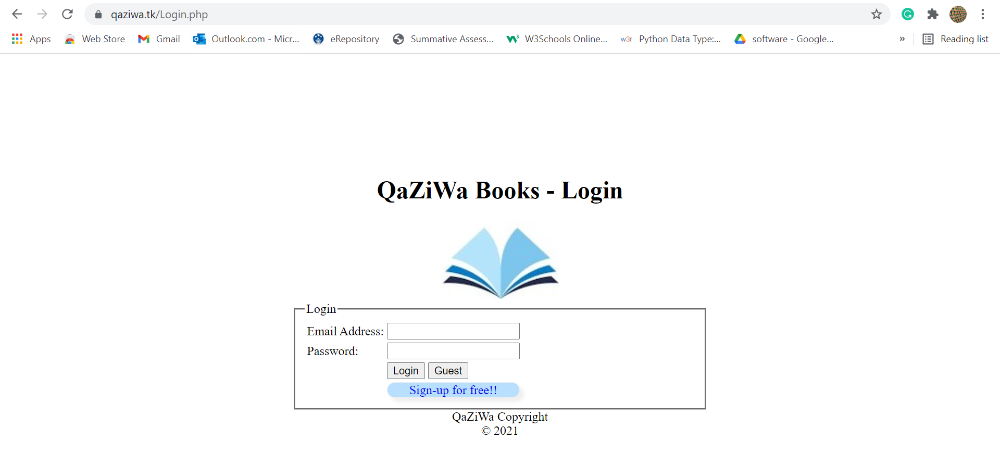 qaziwa.tk/Login.php
Apps Web Store Gmail Outlook.com - Micr... eRepository Summative Assess... W3Schools Online... w3r Python Data Type:... software - Google... » Reading list
QaZiWa Books - Login
Login
Email Address:
Password:
Login Guest
Sign-up for free!!
QaZiWa Copyright
© 2021